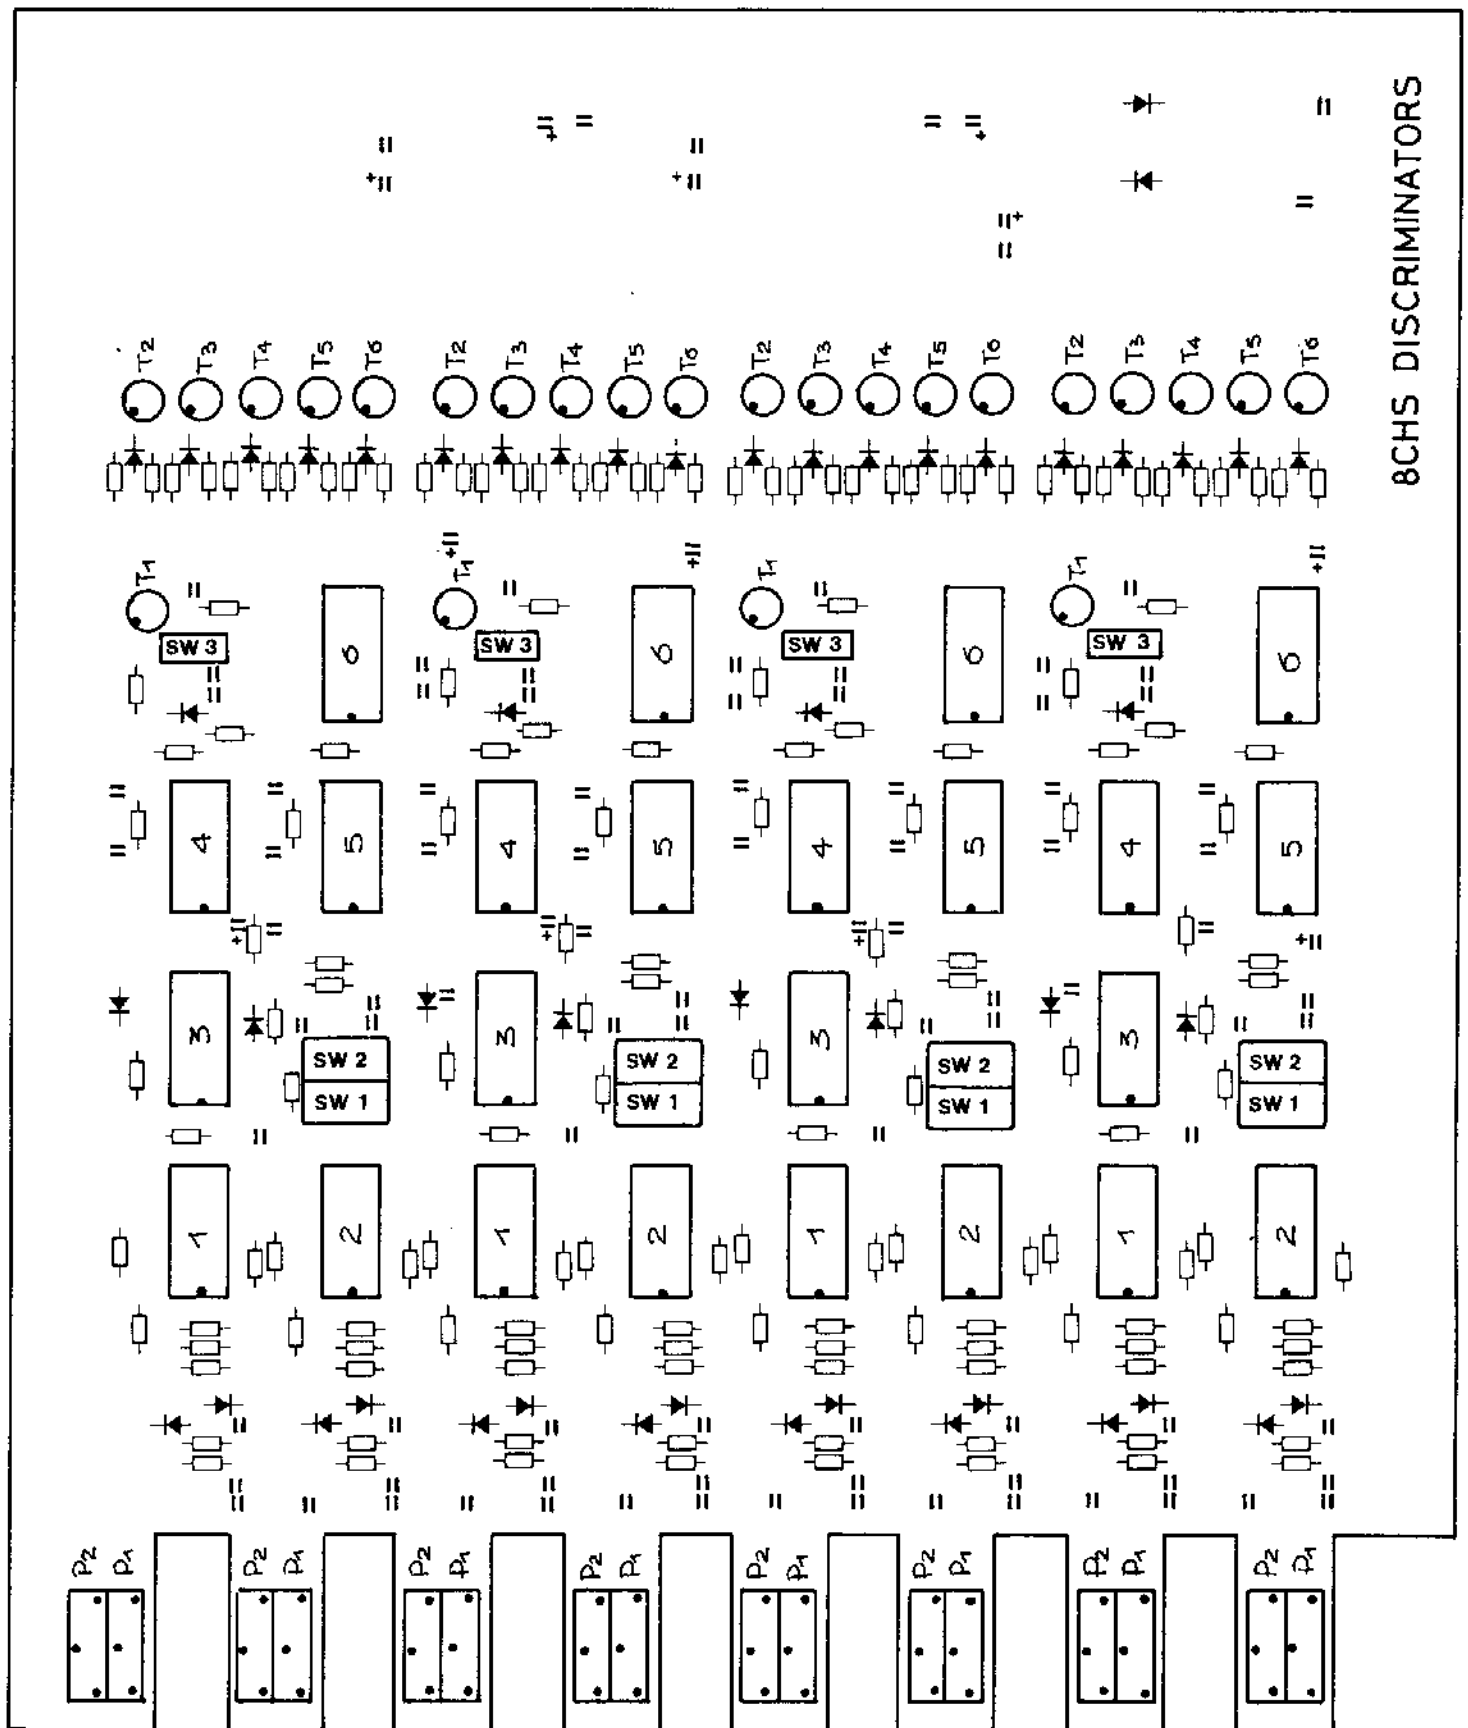 8CHS DISCRIMINATORS
T2 T3 T4 T5 T6 T2 T3 T4 T5 T6 T2 T3 T4 T5 T6 T2 T3 T4 T5 T6
T1 T1 T1 T1
SW 3 6 SW 3 6 SW 3 6 SW 3 6
4 5 4 5 4 5 4 5
3 3 3 3
SW 2 SW 2 SW 2 SW 2
SW 1 SW 1 SW 1 SW 1
1 2 1 2 1 2 1 2
P2 P1 P2 P1 P2 P1 P2 P1 P2 P1 P2 P1 P2 P1 P2 P1